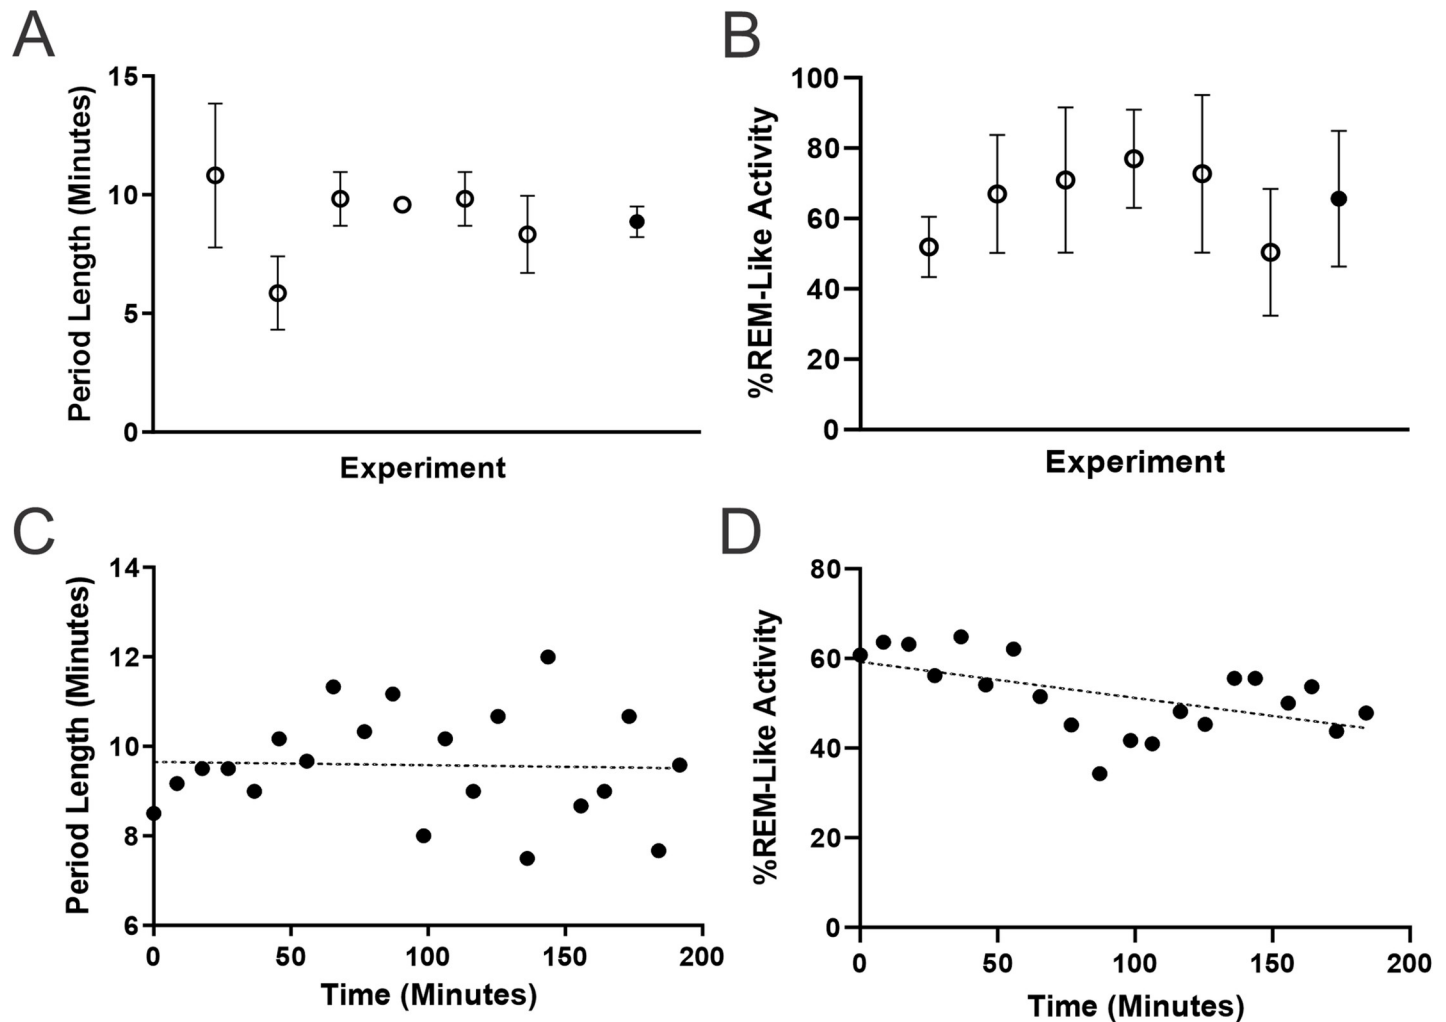 A
15
10
5
0
Period Length (Minutes)
Experiment
B
100
80
60
40
20
0
%REM-Like Activity
Experiment
C
14
12
10
8
6
Period Length (Minutes)
0 50 100 150 200
Time (Minutes)
D
80
60
40
20
0
%REM-Like Activity
0 50 100 150 200
Time (Minutes)